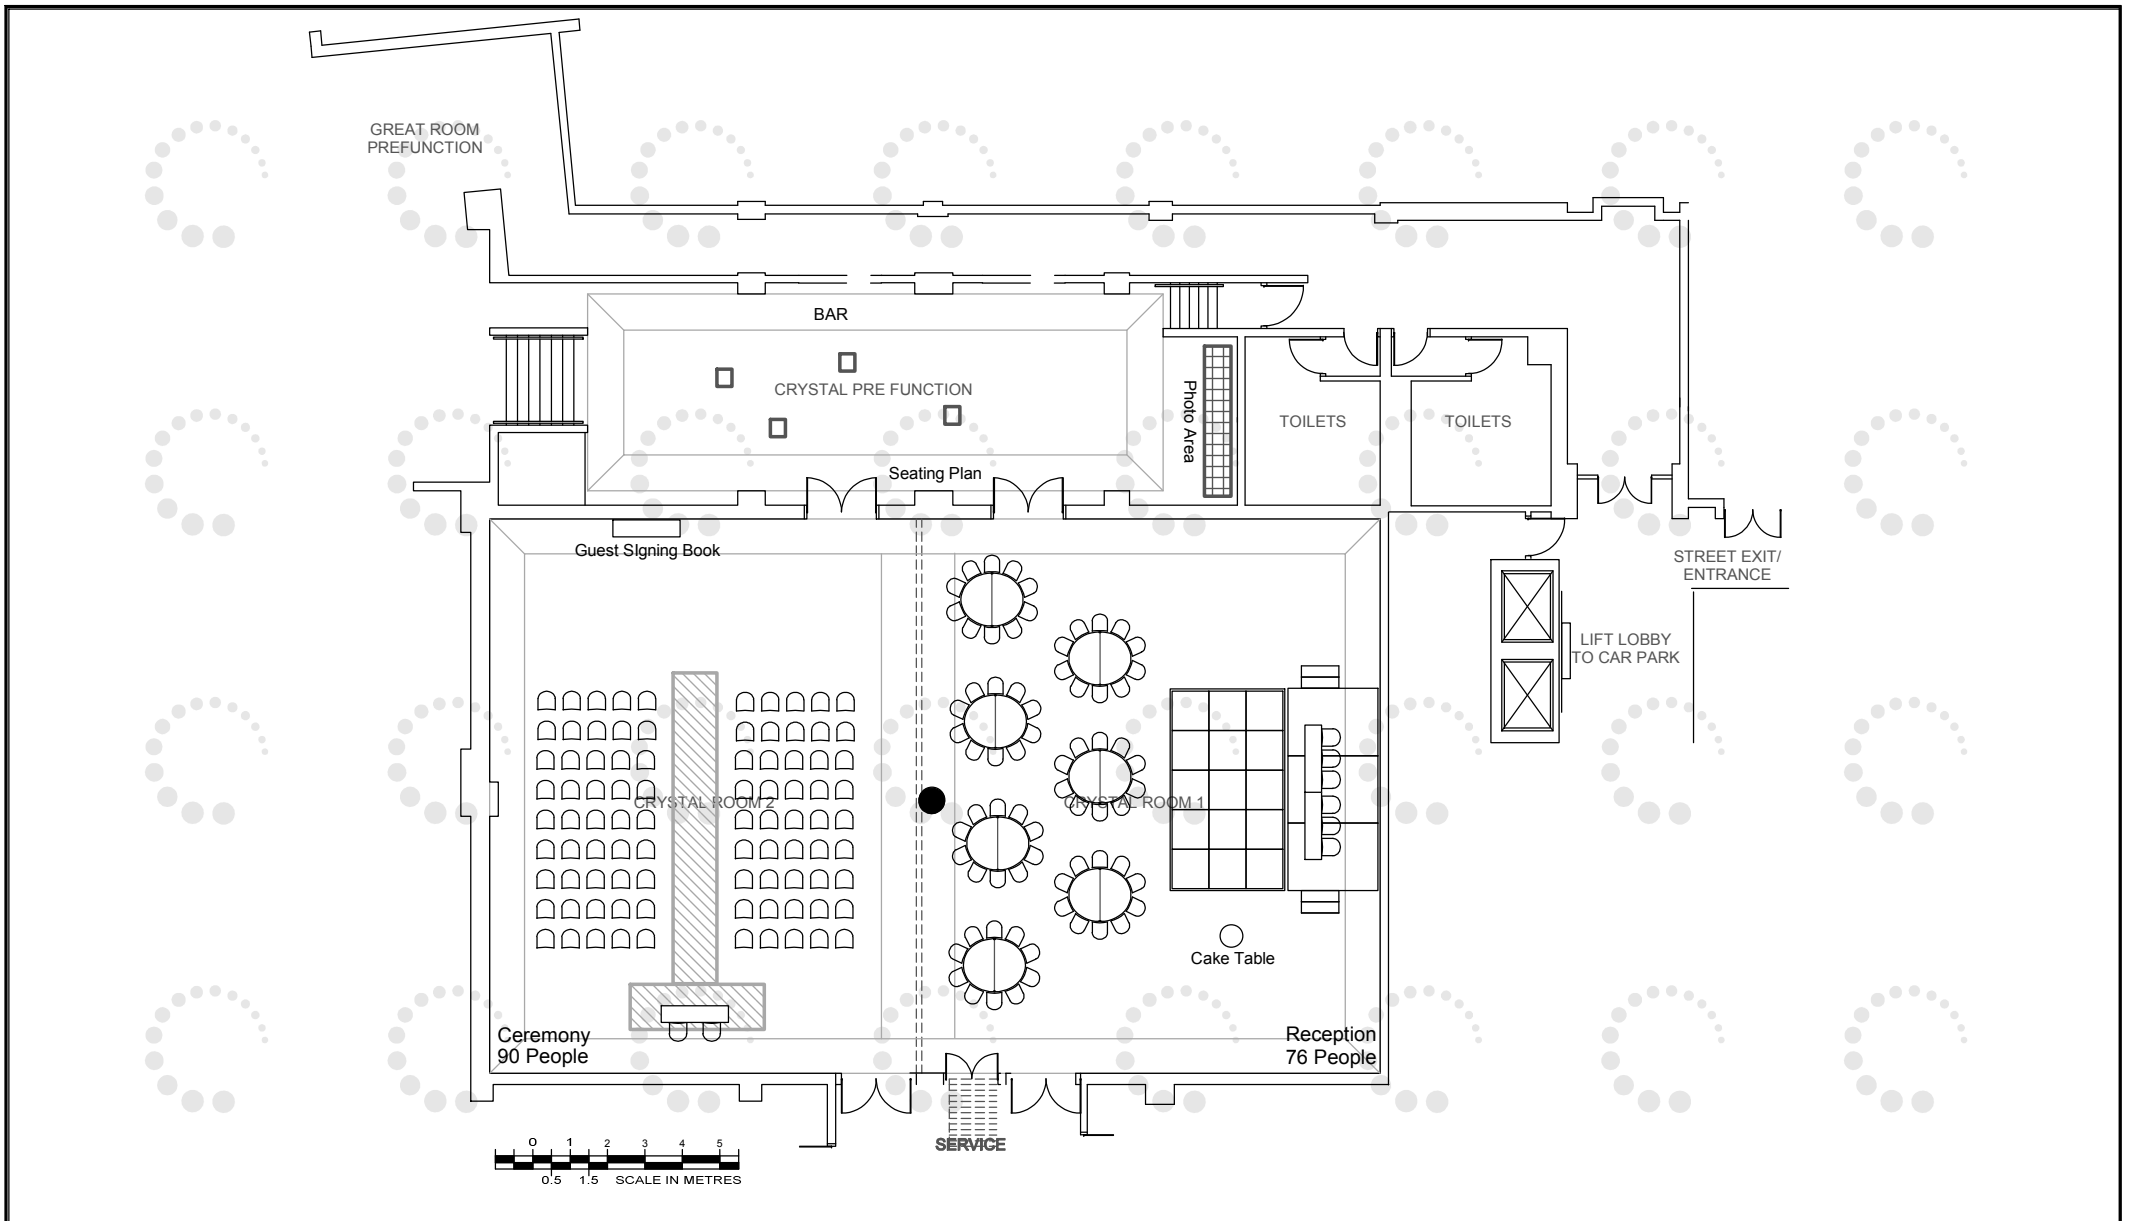 GREAT ROOM
PREFUNCTION
BAR
CRYSTAL PRE FUNCTION
Photo Area
TOILETS
TOILETS
Seating Plan
Guest SIgning Book
STREET EXIT/
ENTRANCE
LIFT LOBBY
TO CAR PARK
CRYSTAL ROOM 2
CRYSTAL ROOM 1
Cake Table
Ceremony
90 People
Reception
76 People
SERVICE
0 1 2 3 4 5
0.5 1.5 SCALE IN METRES